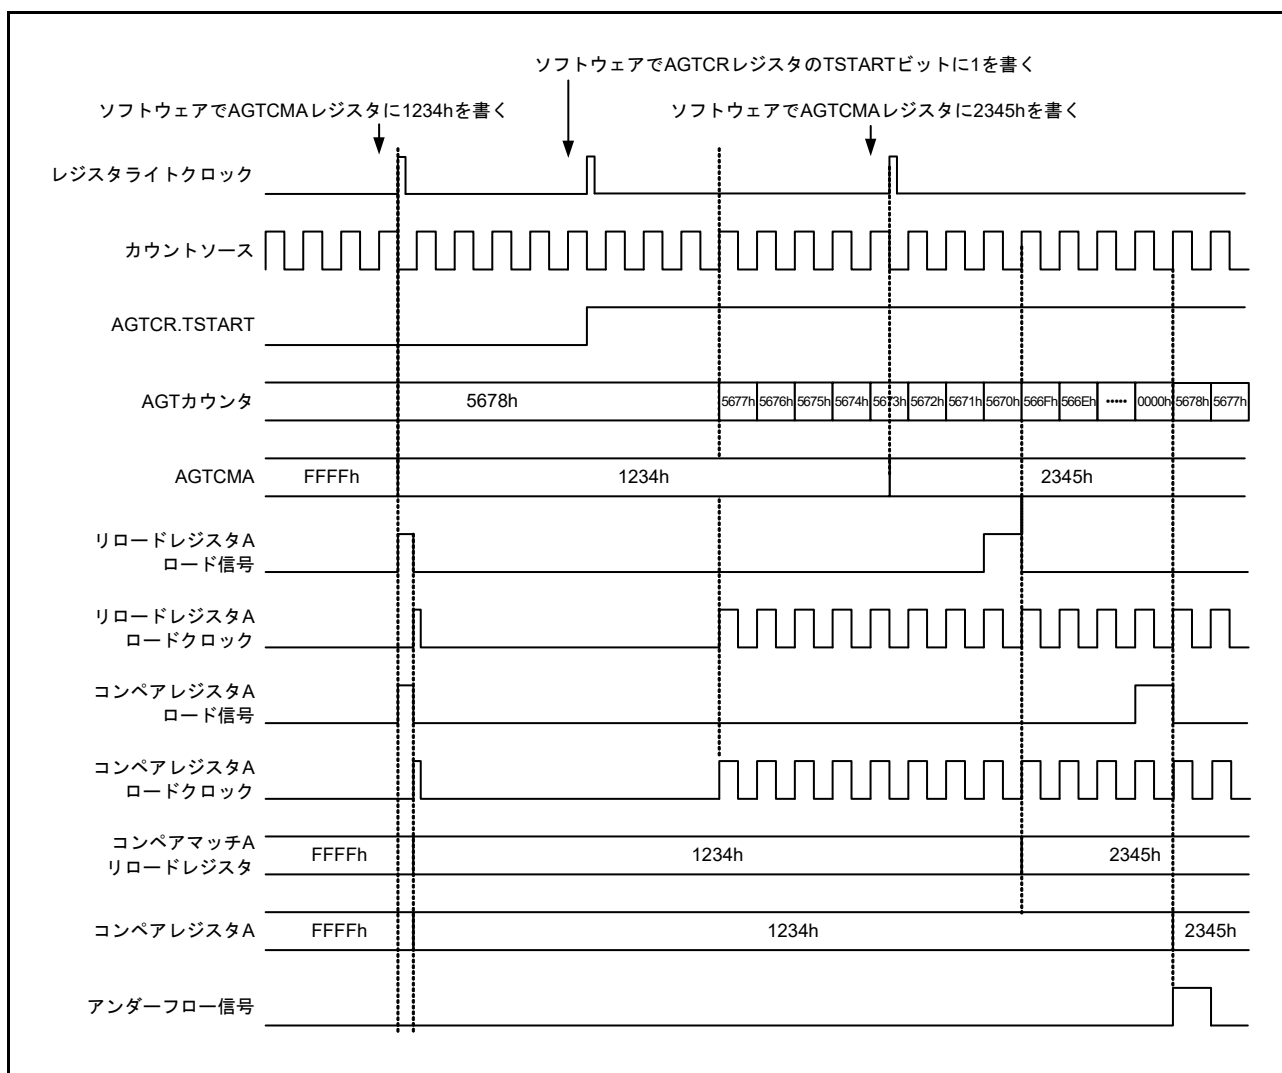 ソフトウェアでAGTCRレジスタのTSTARTビットに1を書く
ソフトウェアでAGTCMAレジスタに1234hを書く
ソフトウェアでAGTCMAレジスタに2345hを書く
レジスタライトクロック
カウントソース
AGTCR.TSTART
AGTカウンタ
5678h
5677h 5676h 5675h 5674h 5673h 5672h 5671h 5670h 566Fh 566Eh ••••• 0000h 5678h 5677h
AGTCMA
FFFFh
1234h
2345h
リロードレジスタA
ロード信号
リロードレジスタA
ロードクロック
コンペアレジスタA
ロード信号
コンペアレジスタA
ロードクロック
コンペアマッチA
リロードレジスタ
FFFFh
1234h
2345h
コンペアレジスタA
FFFFh
1234h
2345h
アンダーフロー信号